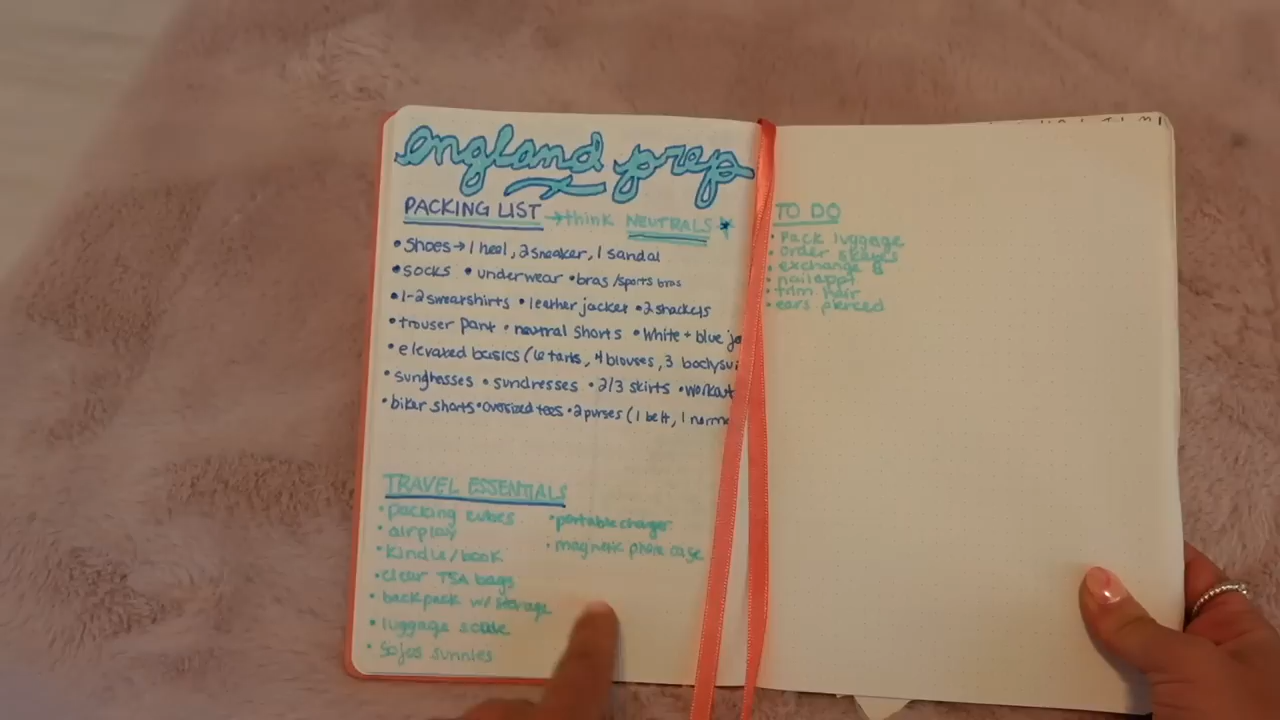 england prep
PACKING LIST → think NEUTRALS *
• Shoes → 1 heel, 2 sneaker, 1 sandal
• socks • underwear • bras /sports bras
• 1-2 swearshirts • leather jacket • 2 shackets
• trouser pant • neutral shorts • white + blue
• elevated basics (6 tanks, 4 blouses, 3
• sunglasses • sundresses • 2/3 skirts • workout
• biker shorts • oversized tees • 2 purses (1 belt, 1
TRAVEL ESSENTIALS
• packing cubes
• airplay
• kindle/book
• clear TSA bags
• backpack w/ storage
• luggage scale
• Sojos sunnies
• portable charger
• magnetic phone case
TO DO
• Pack luggage
• order
• exchange
• nail appt
• trim hair
• ears pierced